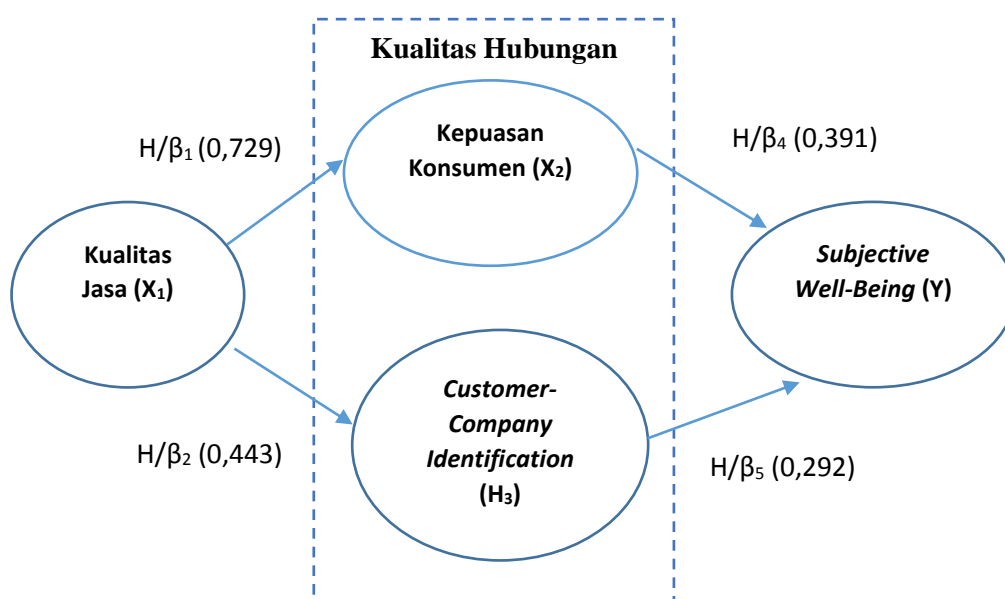 Kualitas Hubungan
H/β₁ (0,729)
Kepuasan
Konsumen (X₂)
H/β₄ (0,391)
Kualitas
Jasa (X₁)
Subjective
Well-Being (Y)
Customer-
Company
Identification
(H₃)
H/β₂ (0,443)
H/β₅ (0,292)